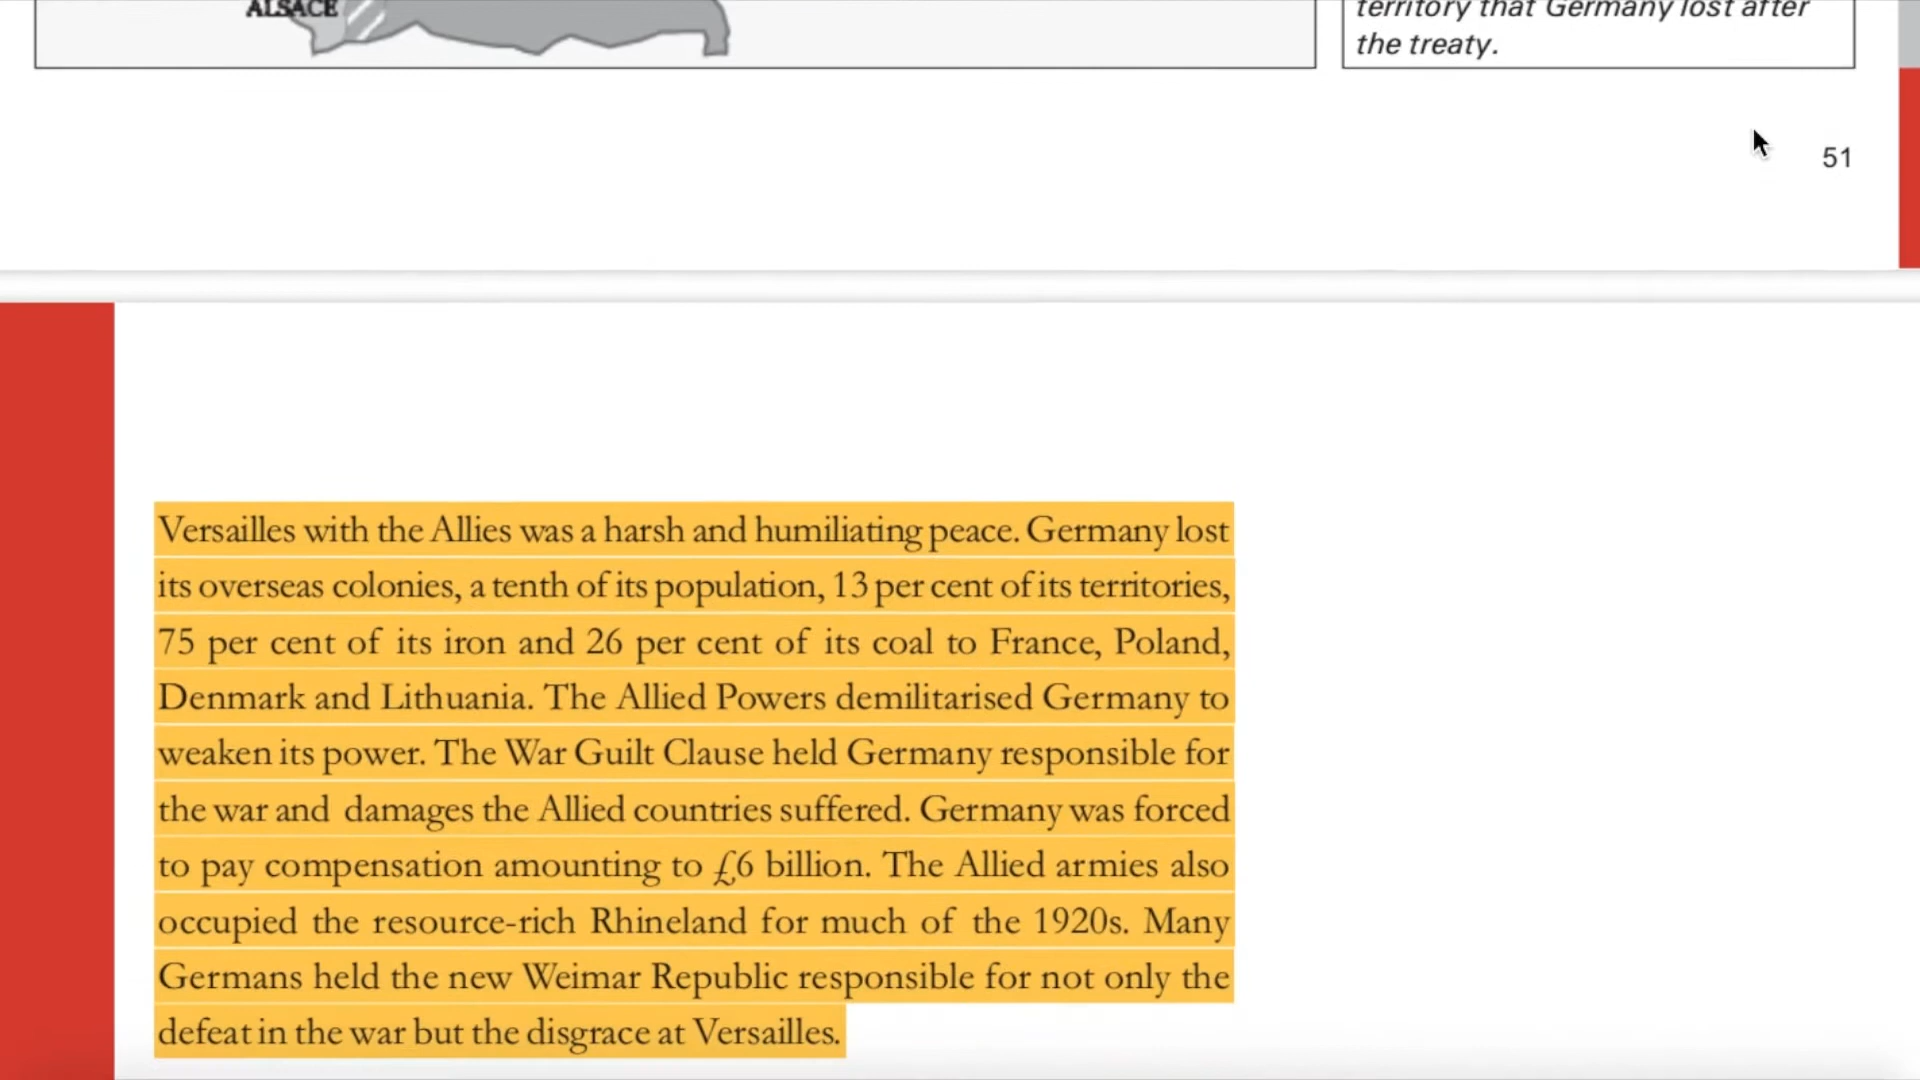 ALSACE
territory that Germany lost after
the treaty.
51
Versailles with the Allies was a harsh and humiliating peace. Germany lost
its overseas colonies, a tenth of its population, 13 per cent of its territories,
75 per cent of its iron and 26 per cent of its coal to France, Poland,
Denmark and Lithuania. The Allied Powers demilitarised Germany to
weaken its power. The War Guilt Clause held Germany responsible for
the war and damages the Allied countries suffered. Germany was forced
to pay compensation amounting to £6 billion. The Allied armies also
occupied the resource-rich Rhineland for much of the 1920s. Many
Germans held the new Weimar Republic responsible for not only the
defeat in the war but the disgrace at Versailles.